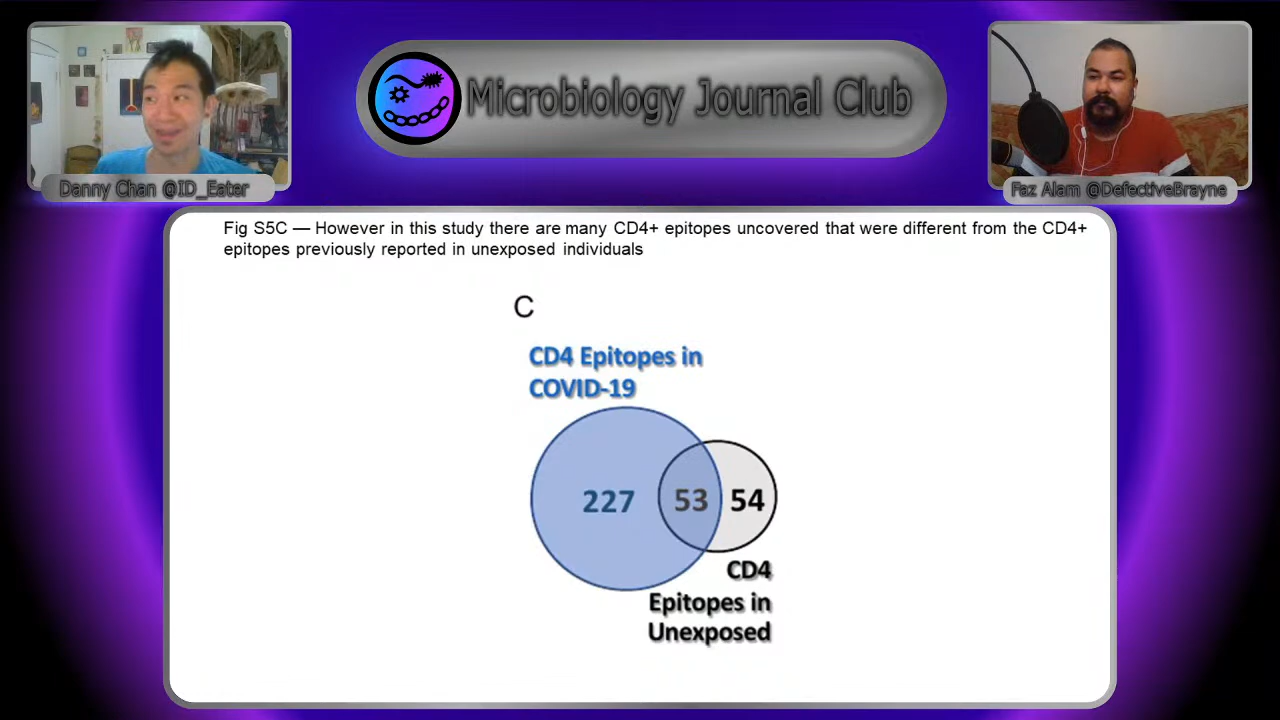 Microbiology Journal Club
Danny Chan @ID_Eater
Faz Alam @DefectiveBrayne
Fig S5C — However in this study there are many CD4+ epitopes uncovered that were different from the CD4+
epitopes previously reported in unexposed individuals
C
CD4 Epitopes in
COVID-19
227
53
54
CD4
Epitopes in
Unexposed